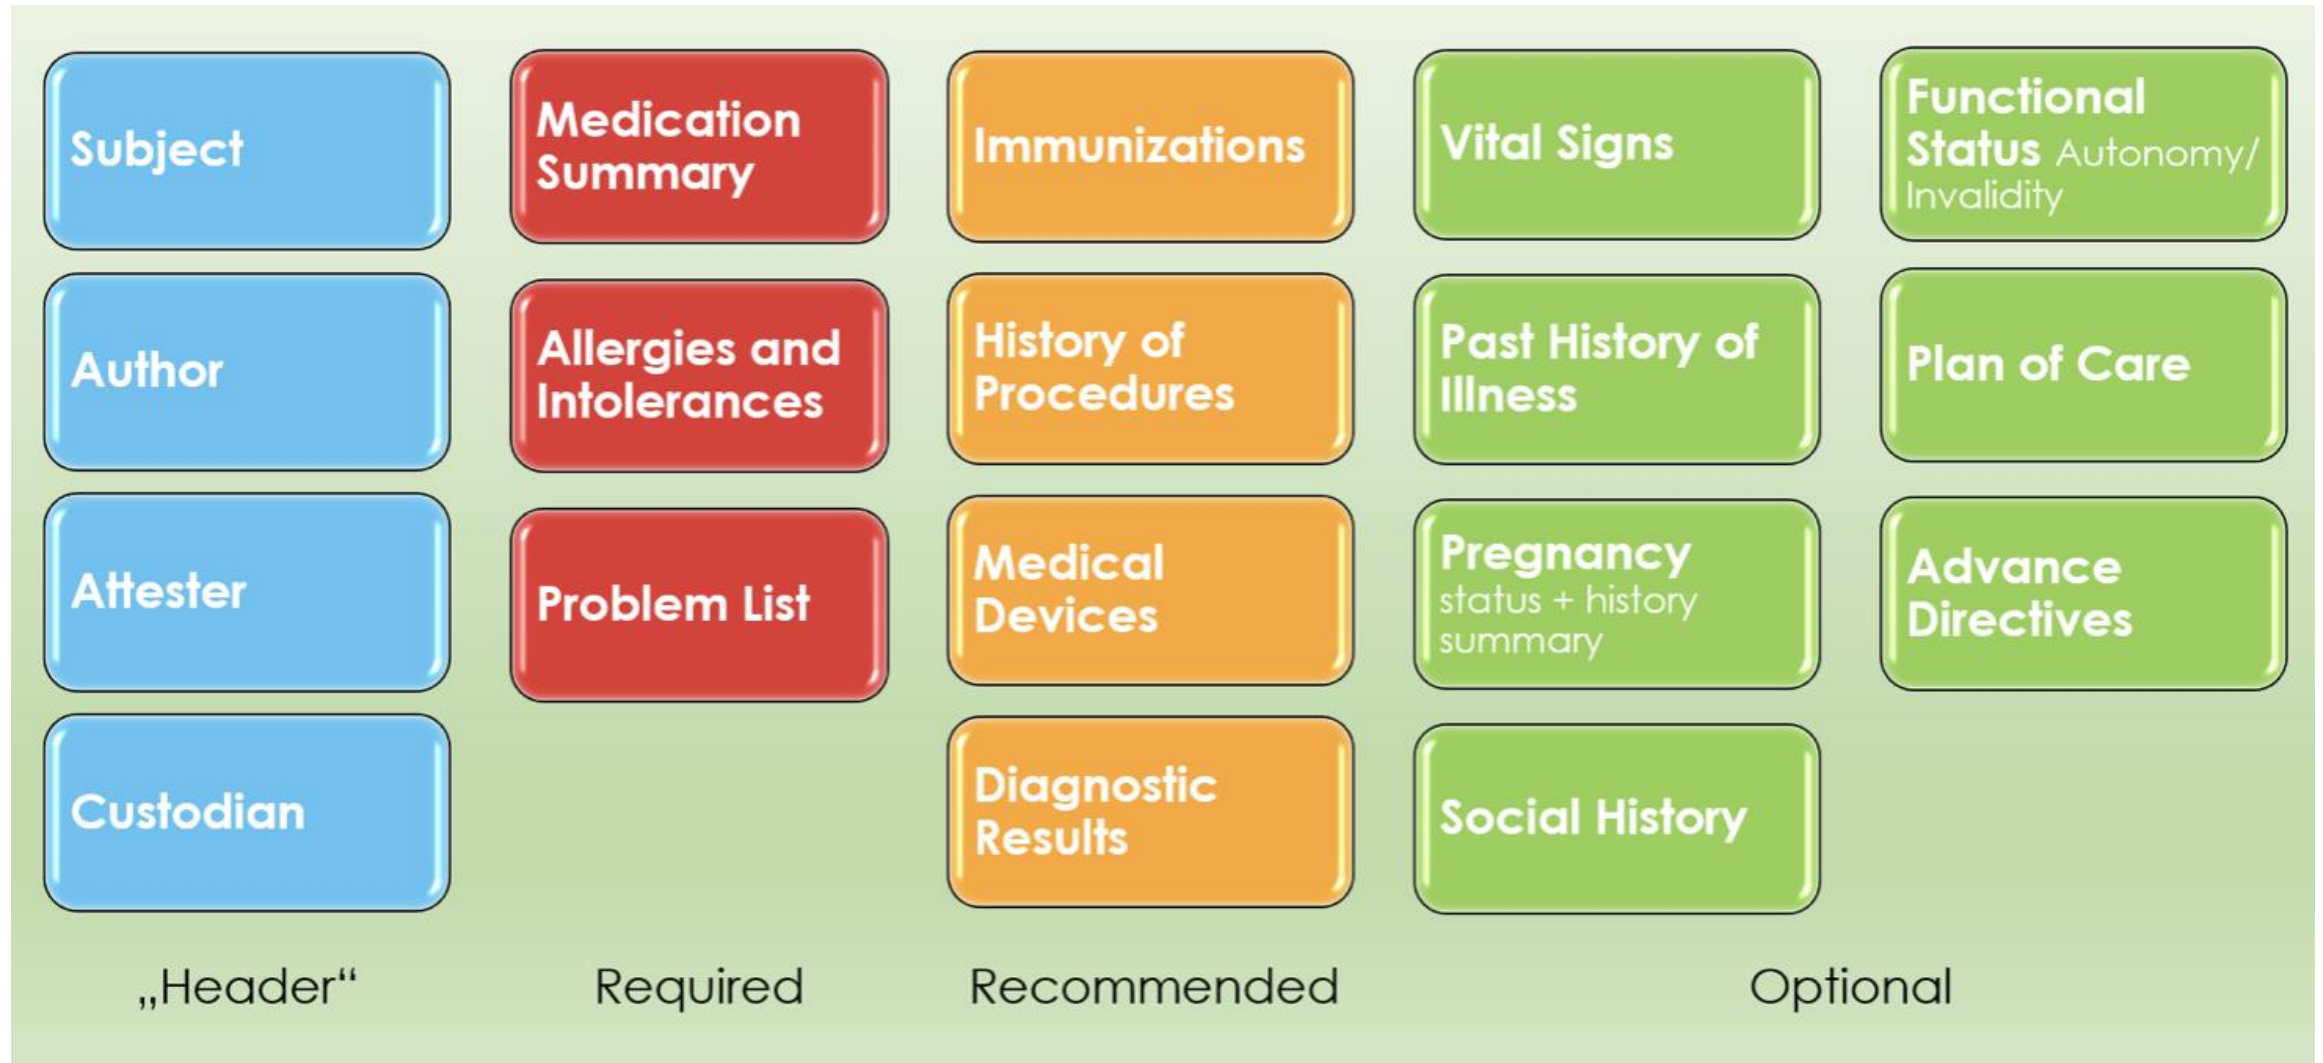 Subject
Author
Attester
Custodian
„Header“
Medication
Summary
Allergies and
Intolerances
Problem List
Required
Immunizations
History of
Procedures
Medical
Devices
Diagnostic
Results
Recommended
Vital Signs
Past History of
Illness
Pregnancy
status + history
summary
Social History
Functional
Status Autonomy/
Invalidity
Plan of Care
Advance
Directives
Optional